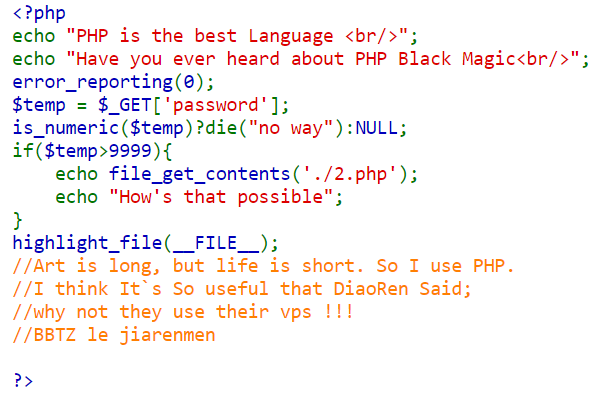 <?php
echo "PHP is the best Language <br/>";
echo "Have you ever heard about PHP Black Magic<br/>";
error_reporting(0);
$temp = $_GET['password'];
is_numeric($temp)?die("no way"):NULL;
if($temp>9999){
    echo file_get_contents('./2.php');
    echo "How's that possible";
}
highlight_file(__FILE__);
//Art is long, but life is short. So I use PHP.
//I think It`s So useful that DiaoRen Said;
//why not they use their vps !!!
//BBTZ le jiarenmen
?>